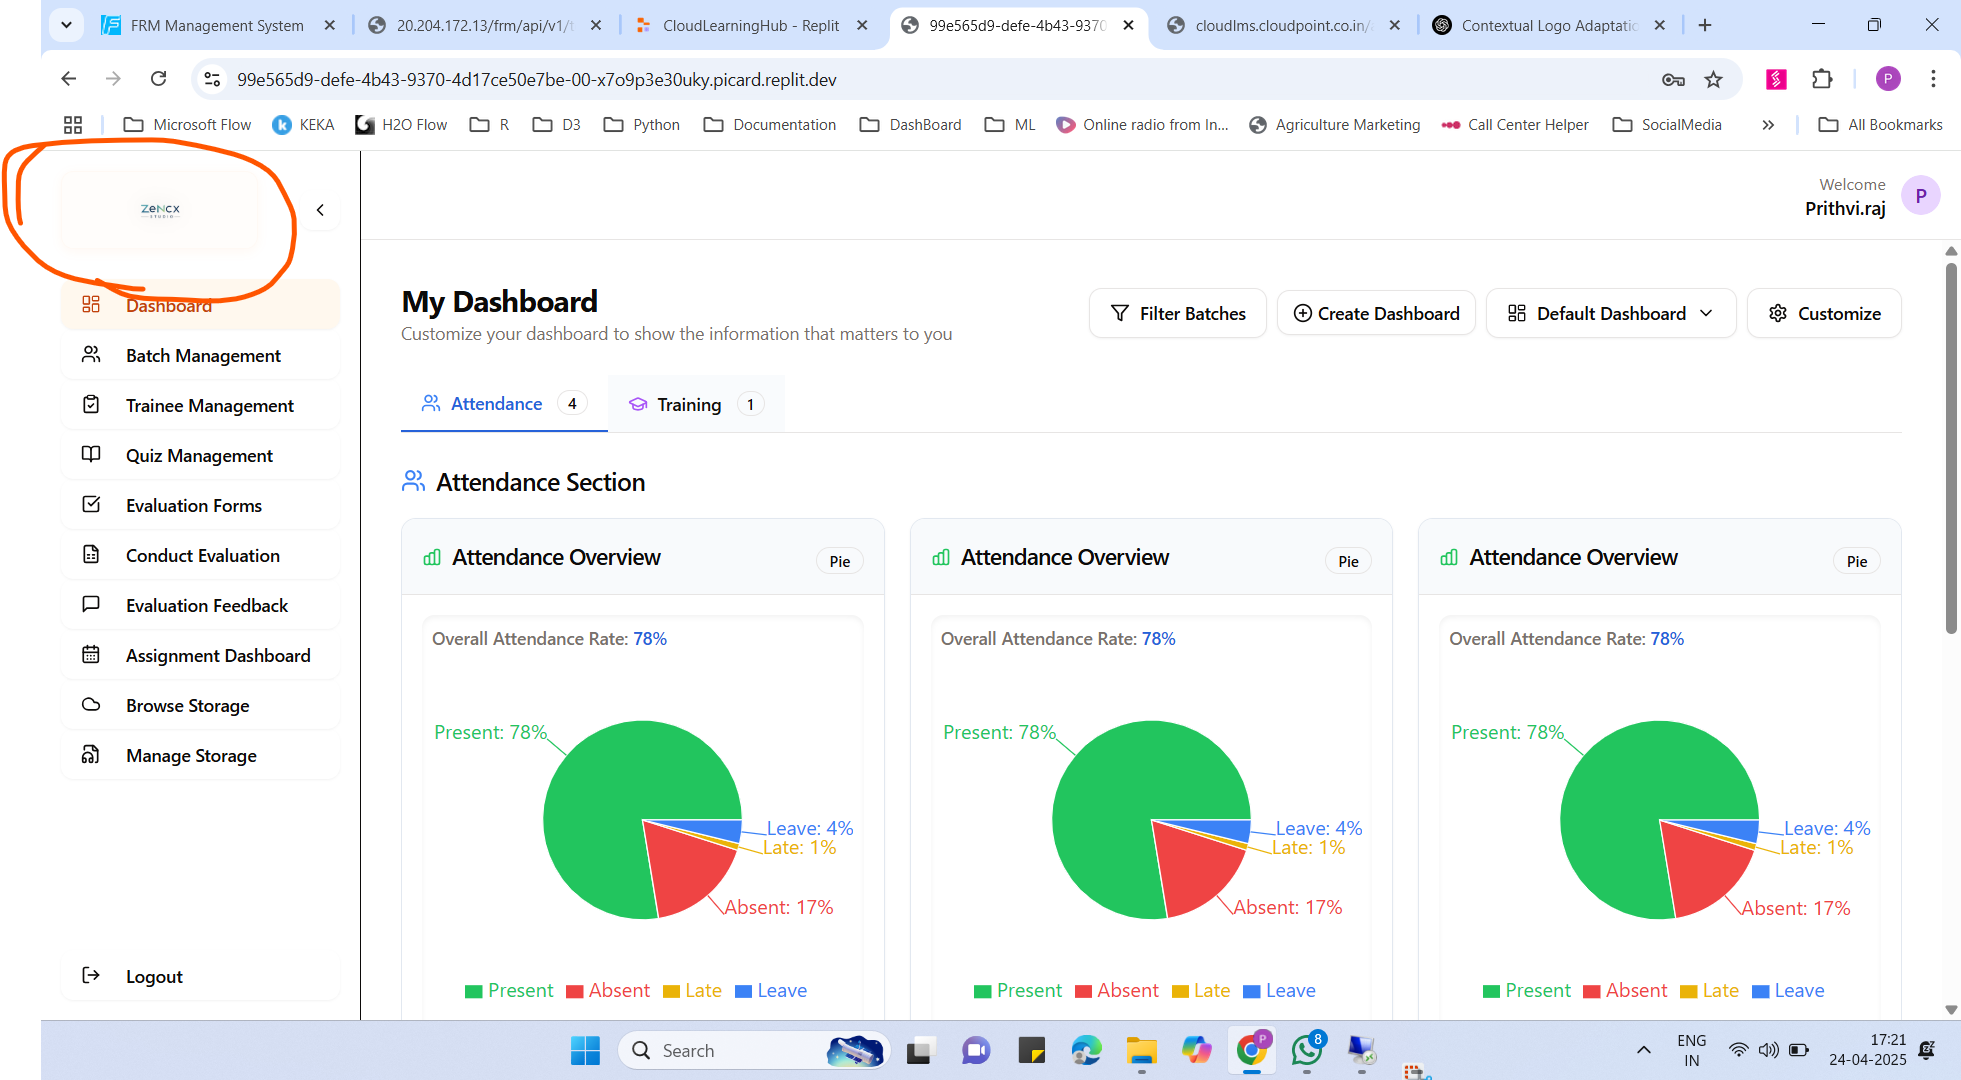 FRM Management System
20.204.172.13/frm/api/v1/t
CloudLearningHub - Replit
99e565d9-defe-4b43-9370
cloudlms.cloudpoint.co.in/
Contextual Logo Adaptatic
99e565d9-defe-4b43-9370-4d17ce50e7be-00-x7o9p3e30uky.picard.replit.dev
P
Microsoft Flow
KEKA
H2O Flow
R
D3
Python
Documentation
DashBoard
ML
Online radio from In...
Agriculture Marketing
Call Center Helper
SocialMedia
All Bookmarks
ZeNcx
STUDIO
Welcome
Prithvi.raj
P
Dashboard
Batch Management
Trainee Management
Quiz Management
Evaluation Forms
Conduct Evaluation
Evaluation Feedback
Assignment Dashboard
Browse Storage
Manage Storage
Logout
My Dashboard
Customize your dashboard to show the information that matters to you
Filter Batches
Create Dashboard
Default Dashboard
Customize
Attendance 4
Training 1
Attendance Section
Attendance Overview
Pie
Overall Attendance Rate: 78%
Present: 78%
Leave: 4%
Late: 1%
Absent: 17%
Present Absent Late Leave
Attendance Overview
Pie
Overall Attendance Rate: 78%
Present: 78%
Leave: 4%
Late: 1%
Absent: 17%
Present Absent Late Leave
Attendance Overview
Pie
Overall Attendance Rate: 78%
Present: 78%
Leave: 4%
Late: 1%
Absent: 17%
Present Absent Late Leave
Search
P
8
ENG
IN
17:21
24-04-2025